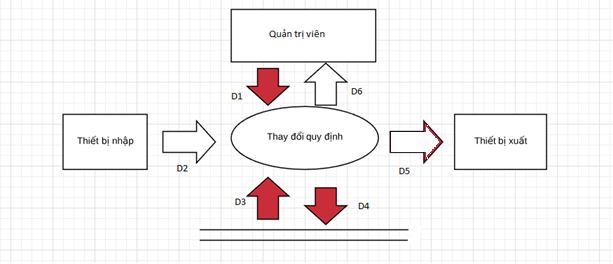 Quản trị viên
D1
D6
Thiết bị nhập
Thay đổi quy định
Thiết bị xuất
D2
D5
D3
D4